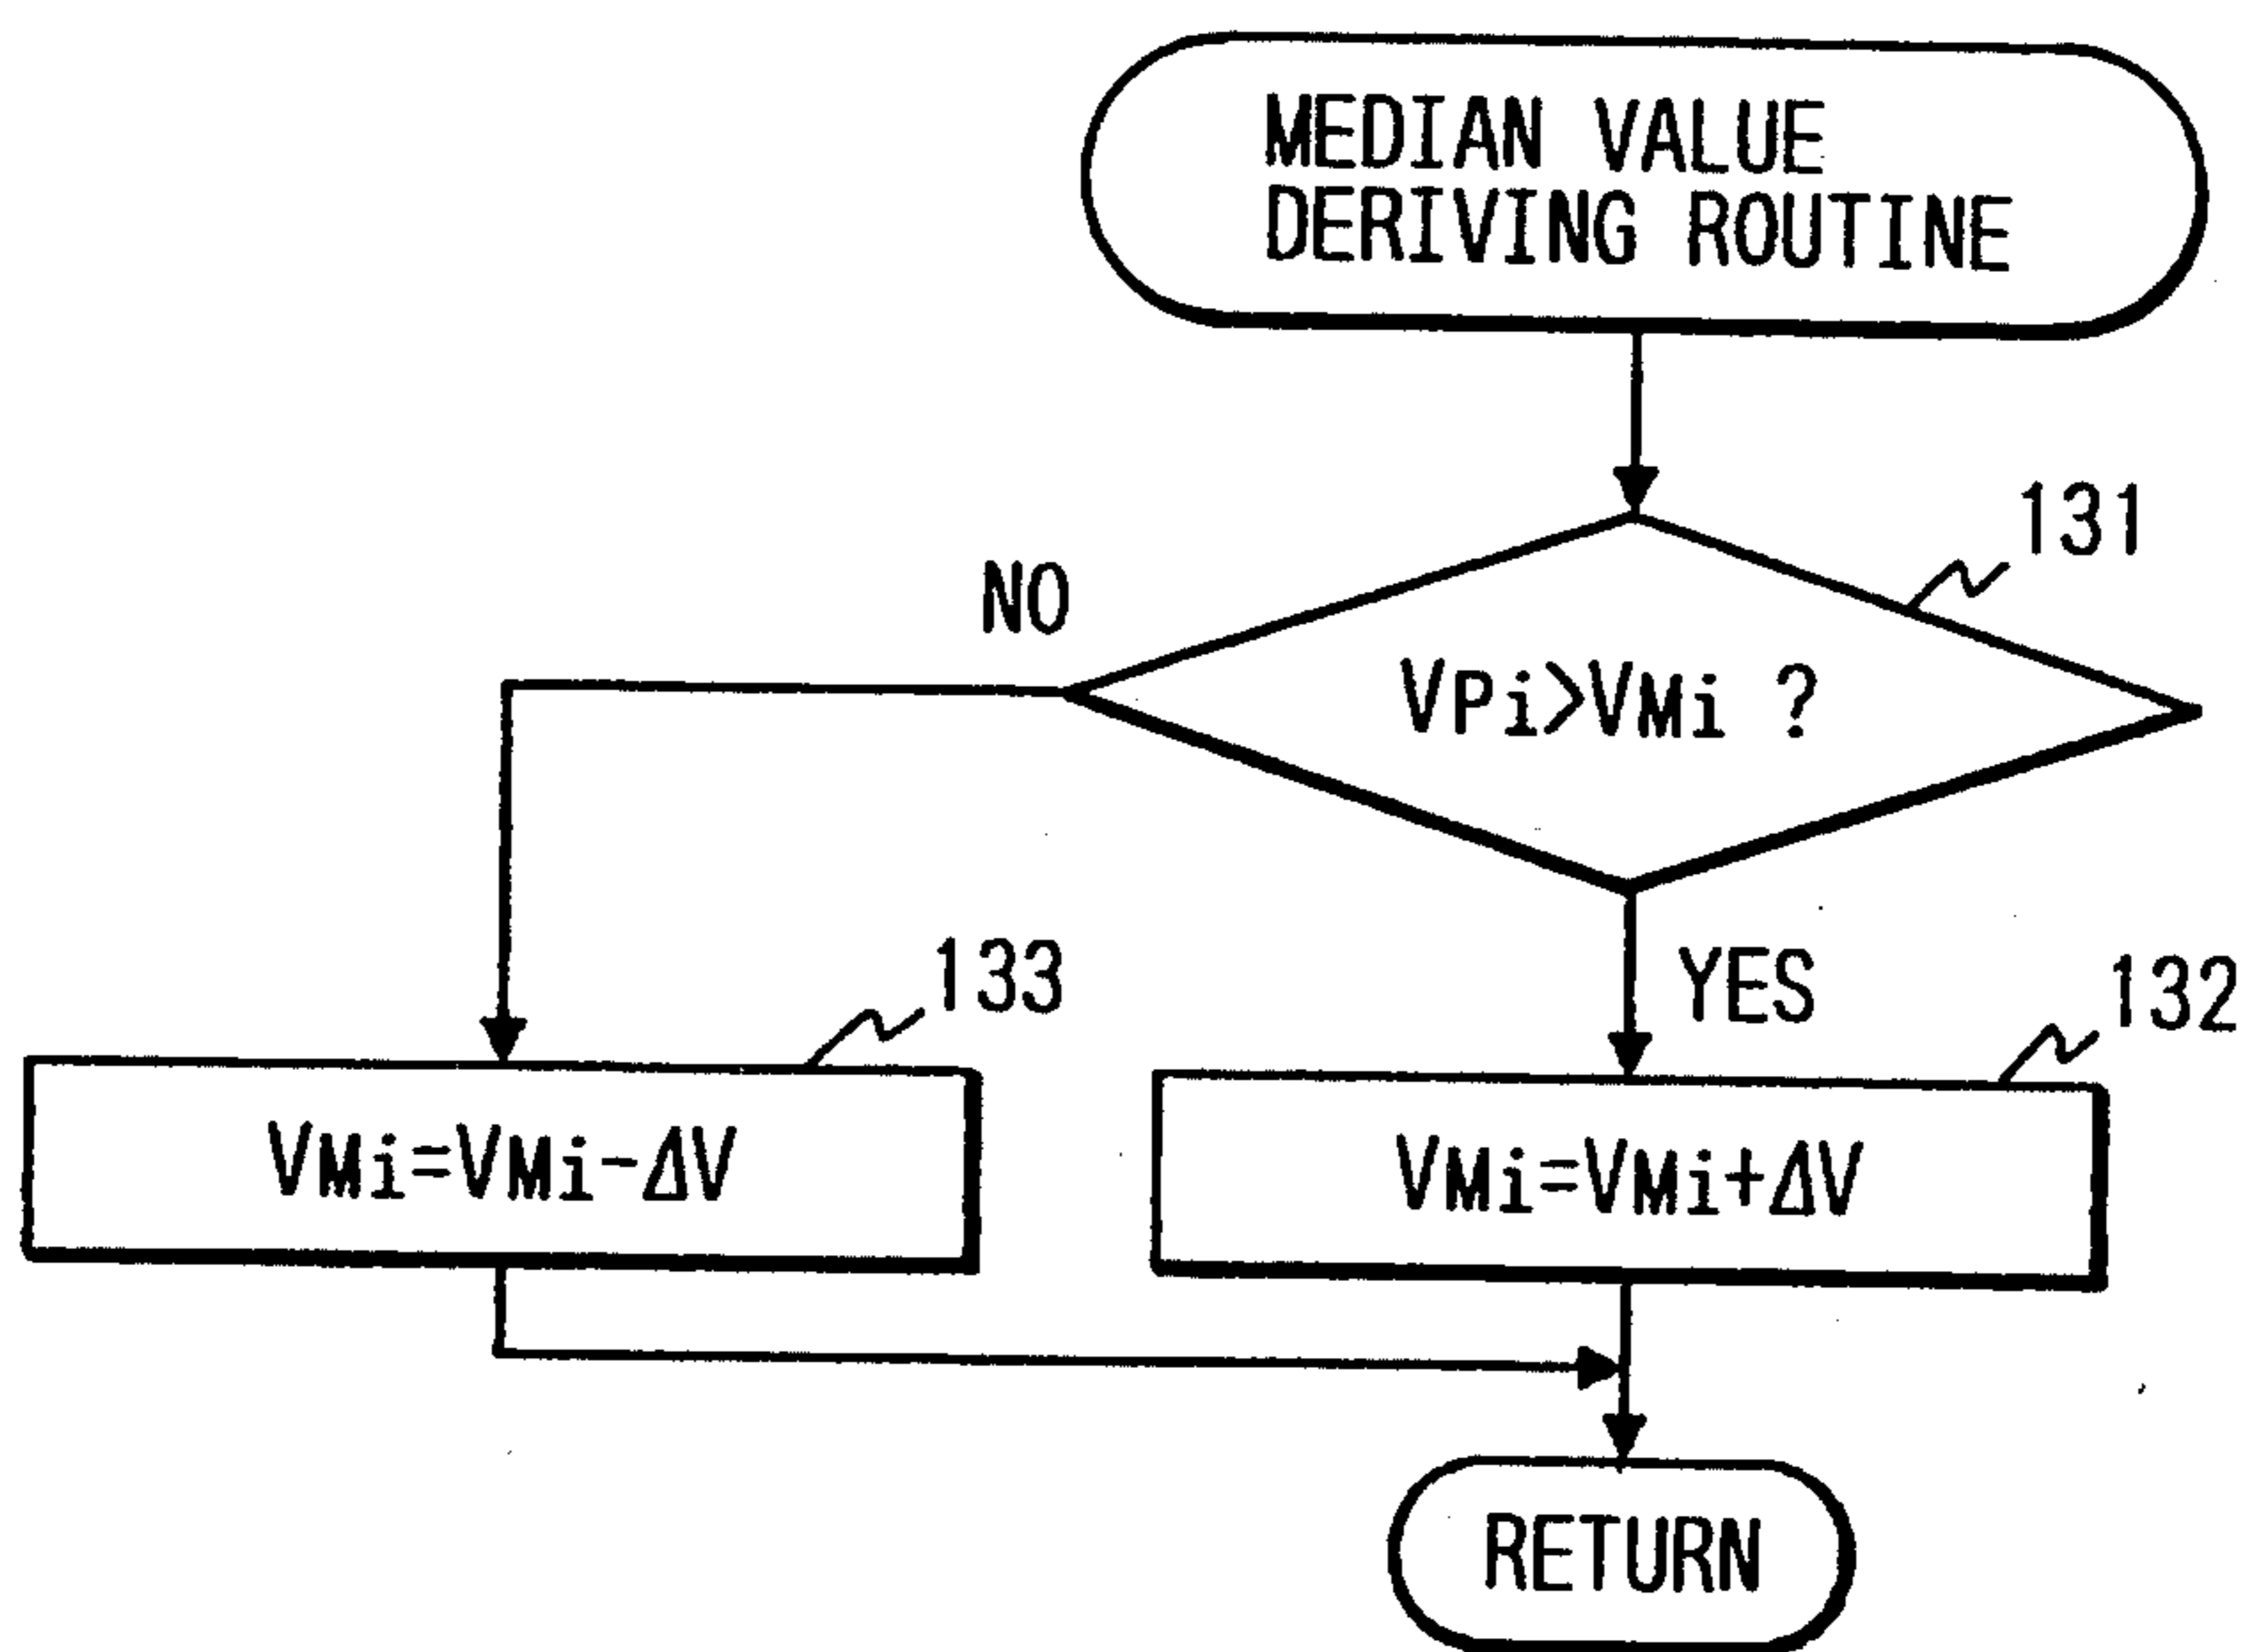 MEDIAN VALUE
DERIVING ROUTINE
131
NO
VPi>VMi ?
YES
133
132
VMi=VMi-ΔV
VMi=VMi+ΔV
RETURN